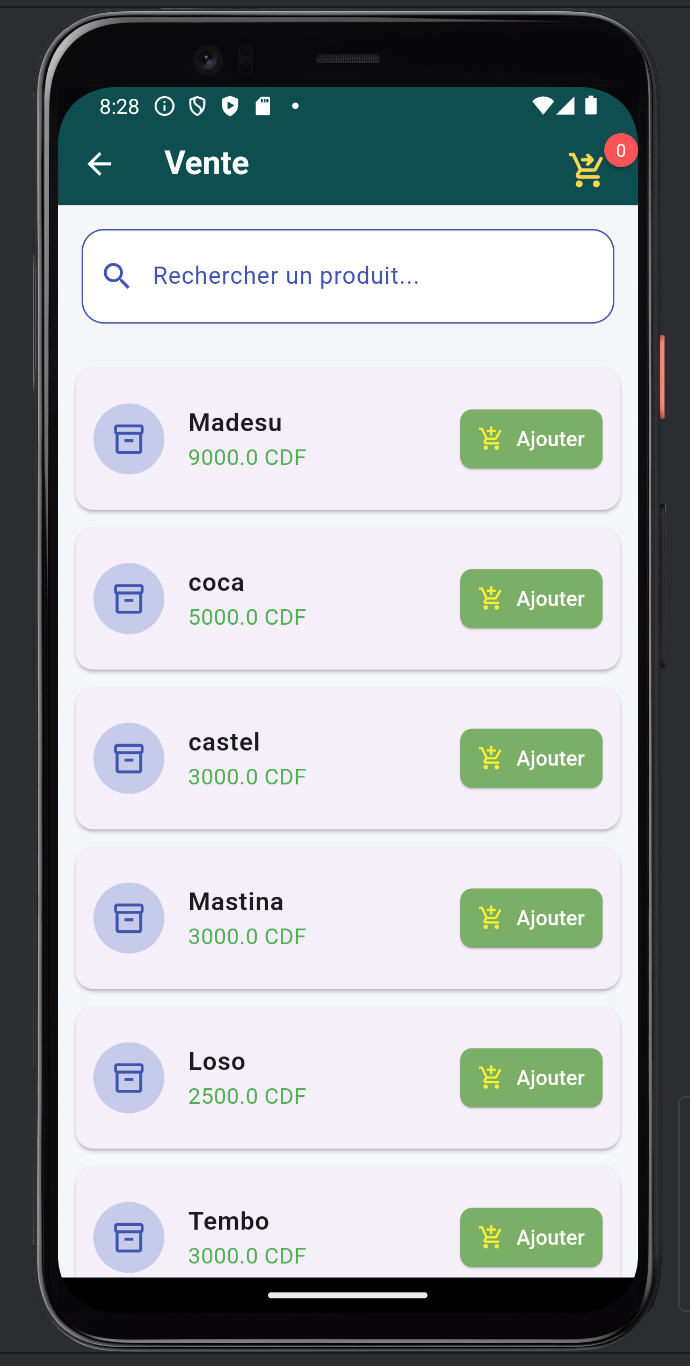 8:28
Vente
0
Rechercher un produit...
Madesu
9000.0 CDF
Ajouter
coca
5000.0 CDF
Ajouter
castel
3000.0 CDF
Ajouter
Mastina
3000.0 CDF
Ajouter
Loso
2500.0 CDF
Ajouter
Tembo
3000.0 CDF
Ajouter